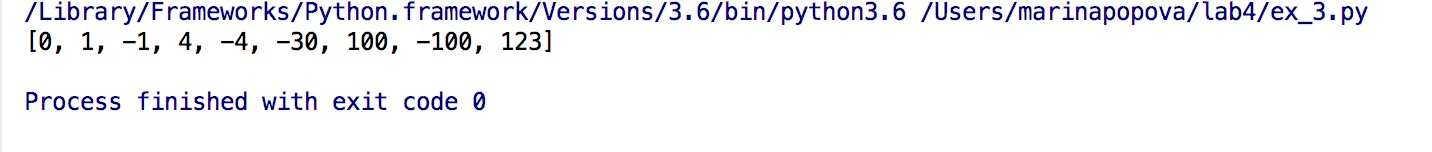 /Library/Frameworks/Python.framework/Versions/3.6/bin/python3.6 /Users/marinapopova/lab4/ex_3.py
[0, 1, -1, 4, -4, -30, 100, -100, 123]
Process finished with exit code 0